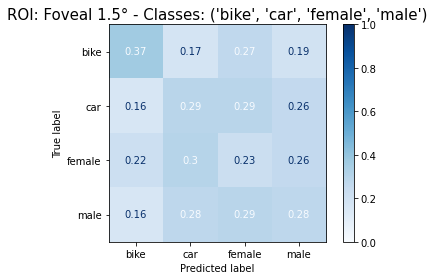 ROI: Foveal 1.5° - Classes: ('bike', 'car', 'female', 'male')
True label
bike 0.37 0.17 0.27 0.19
car 0.16 0.29 0.29 0.26
female 0.22 0.3 0.23 0.26
male 0.16 0.28 0.29 0.28
bike car female male
Predicted label
1.0
0.8
0.6
0.4
0.2
0.0